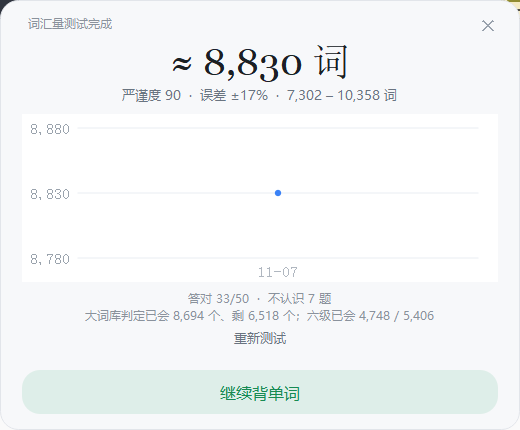 词汇量测试完成
≈ 8,830 词
严谨度 90 · 误差 ±17% · 7,302 – 10,358 词
8,880
8,830
8,780
11-07
答对 33/50 · 不认识 7 题
大词库判定已会 8,694 个、剩 6,518 个；六级已会 4,748 / 5,406
重新测试
继续背单词